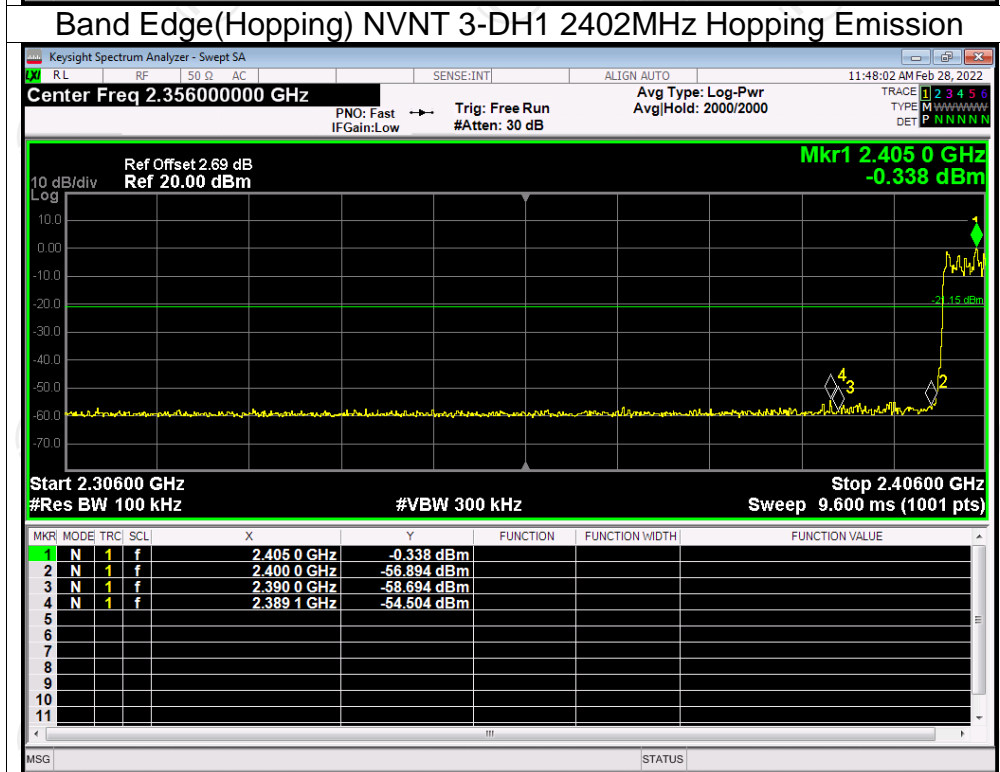 Band Edge(Hopping) NVNT 3-DH1 2402MHz Hopping Emission
Keysight Spectrum Analyzer - Swept SA
LXI RL RF 50 Ω AC SENSE:INT ALIGN AUTO 11:48:02 AM Feb 28, 2022
Center Freq 2.356000000 GHz Avg Type: Log-Pwr TRACE 1 2 3 4 5 6
PNO: Fast Trig: Free Run Avg|Hold: 2000/2000 TYPE M WWWWW
IFGain:Low #Atten: 30 dB DET P N N N N N
Mkr1 2.405 0 GHz
Ref Offset 2.69 dB
10 dB/div Ref 20.00 dBm -0.338 dBm
Log
10.0
1
0.00
-10.0
-20.0 -21.15 dBm
-30.0
-40.0
4
-50.0 3 2
-60.0
-70.0
Start 2.30600 GHz Stop 2.40600 GHz
#Res BW 100 kHz #VBW 300 kHz Sweep 9.600 ms (1001 pts)
MKR MODE TRC SCL X Y FUNCTION FUNCTION WIDTH FUNCTION VALUE
1 N 1 f 2.405 0 GHz -0.338 dBm
2 N 1 f 2.400 0 GHz -56.894 dBm
3 N 1 f 2.390 0 GHz -58.694 dBm
4 N 1 f 2.389 1 GHz -54.504 dBm
5
6
7
8
9
10
11
MSG STATUS